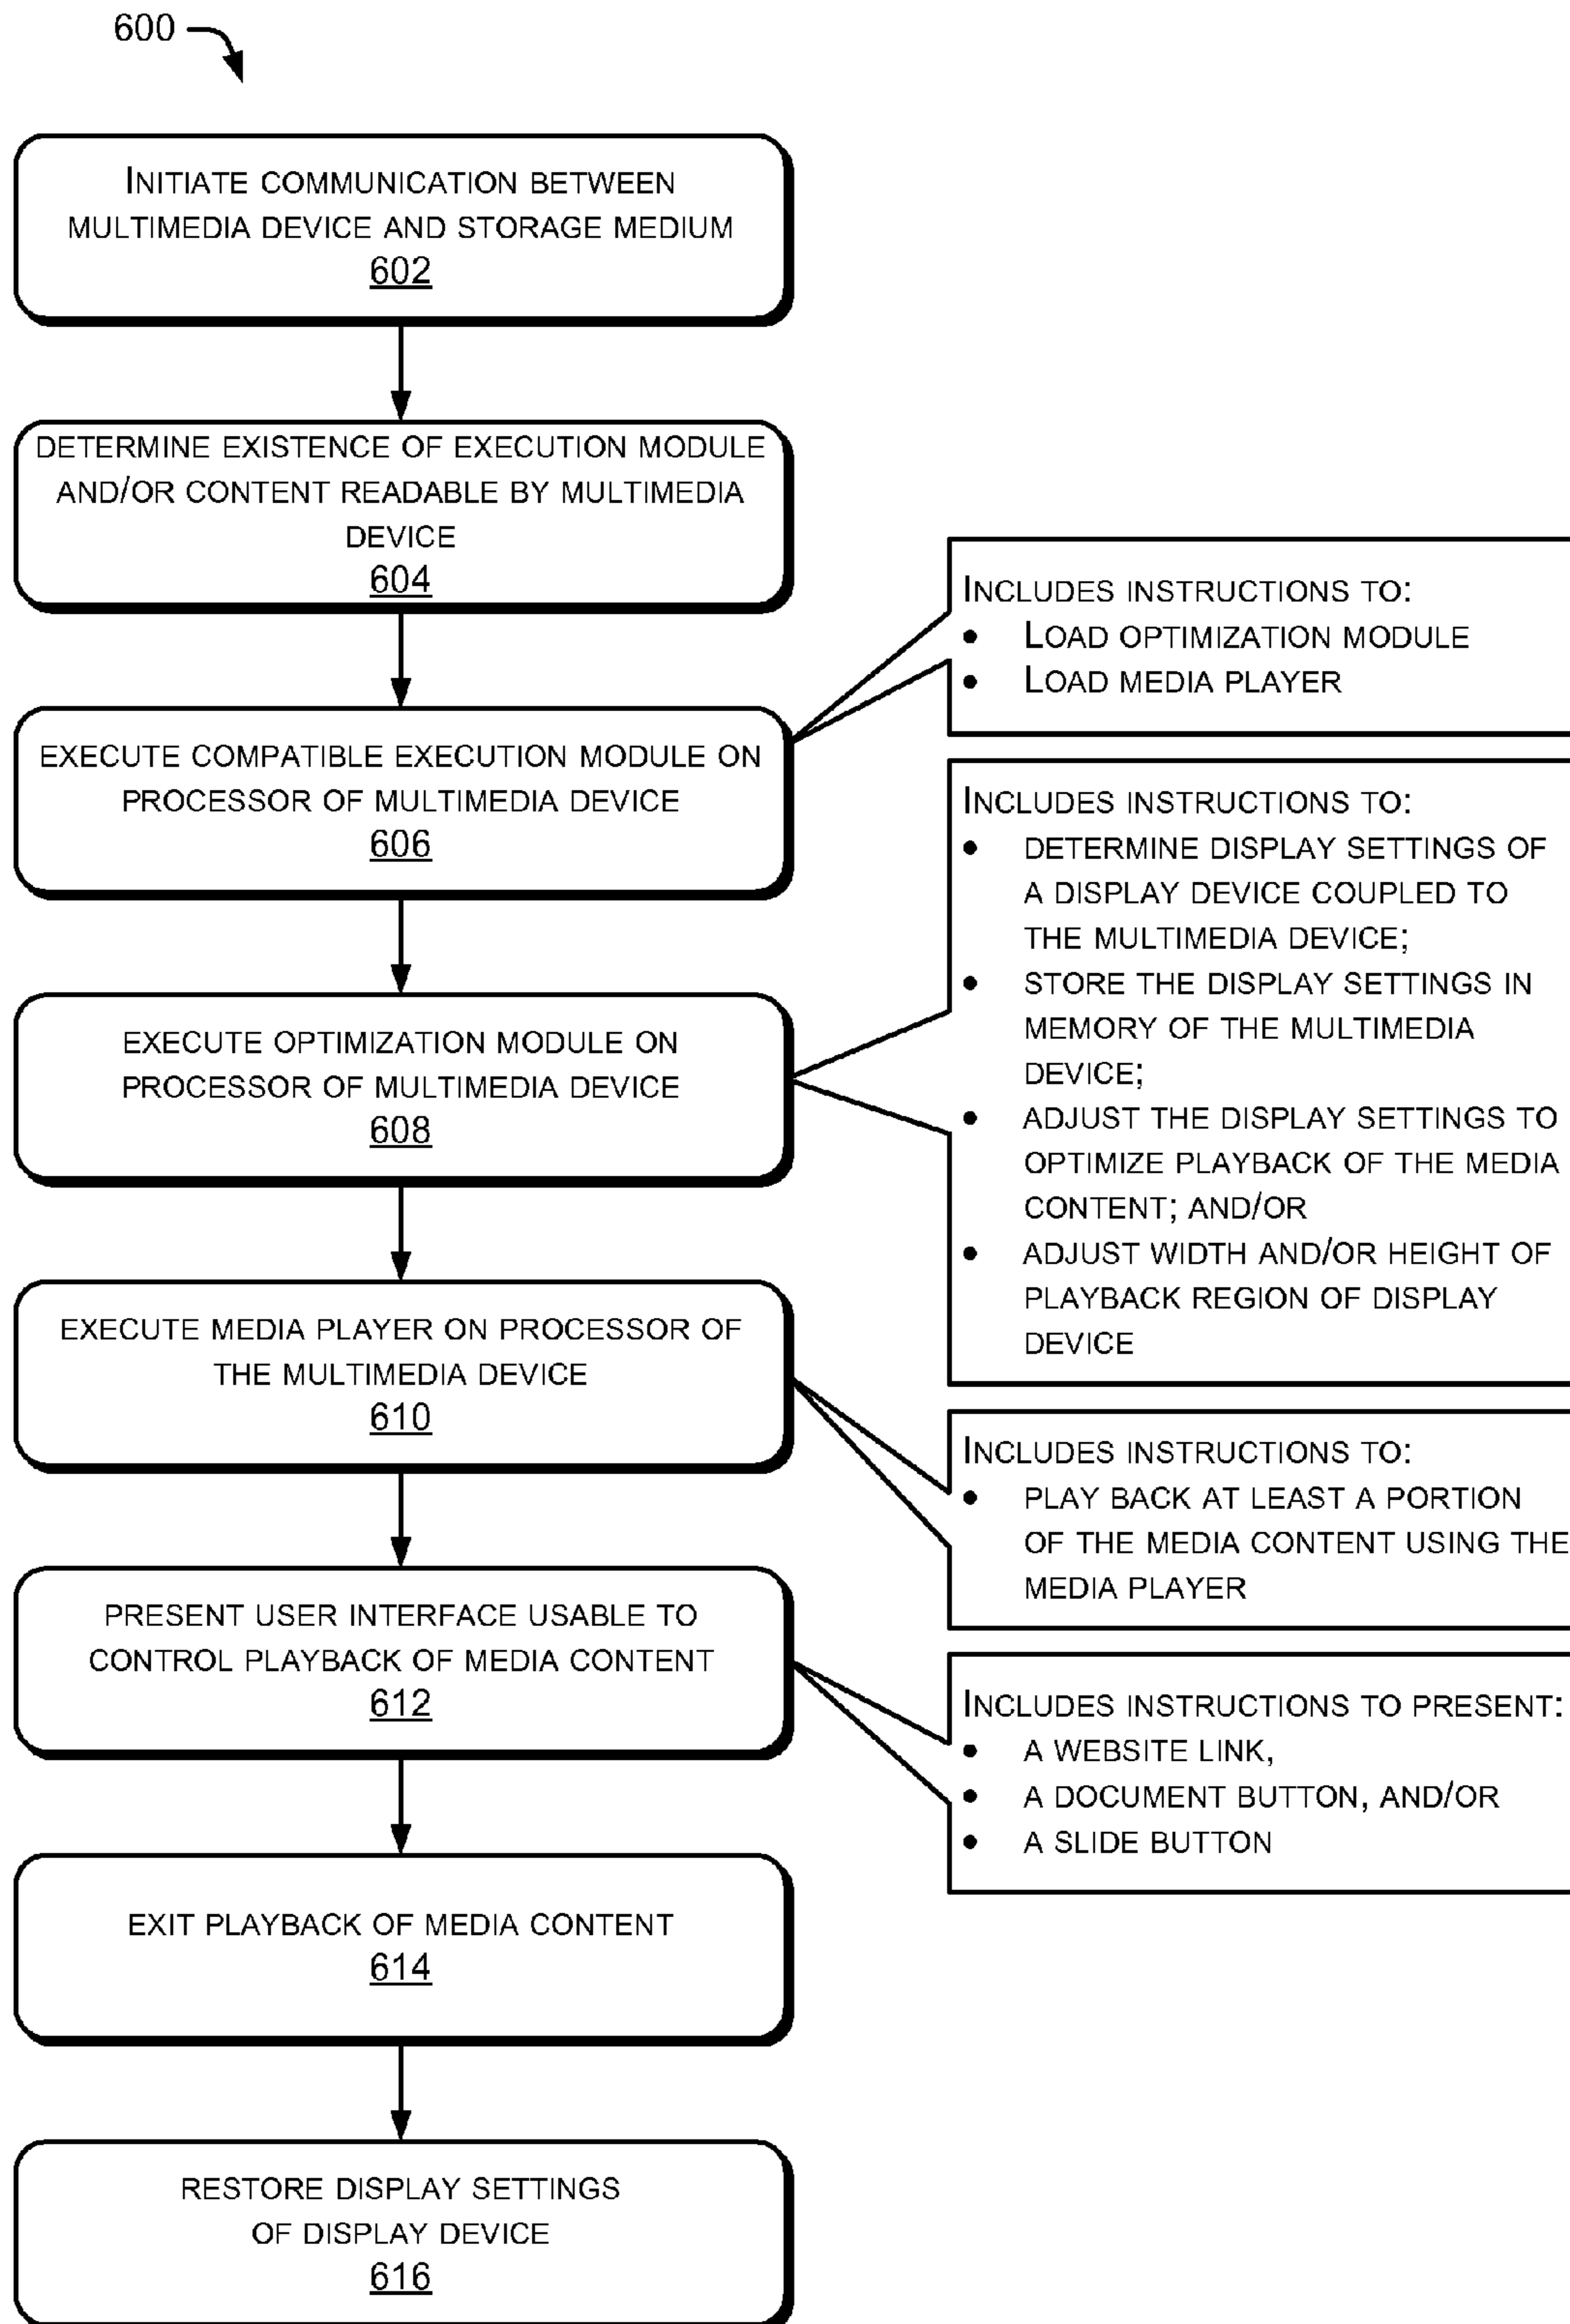 600
INITIATE COMMUNICATION BETWEEN
MULTIMEDIA DEVICE AND STORAGE MEDIUM
602
DETERMINE EXISTENCE OF EXECUTION MODULE
AND/OR CONTENT READABLE BY MULTIMEDIA
DEVICE
604
EXECUTE COMPATIBLE EXECUTION MODULE ON
PROCESSOR OF MULTIMEDIA DEVICE
606
INCLUDES INSTRUCTIONS TO:
• LOAD OPTIMIZATION MODULE
• LOAD MEDIA PLAYER
EXECUTE OPTIMIZATION MODULE ON
PROCESSOR OF MULTIMEDIA DEVICE
608
INCLUDES INSTRUCTIONS TO:
• DETERMINE DISPLAY SETTINGS OF
A DISPLAY DEVICE COUPLED TO
THE MULTIMEDIA DEVICE;
• STORE THE DISPLAY SETTINGS IN
MEMORY OF THE MULTIMEDIA
DEVICE;
• ADJUST THE DISPLAY SETTINGS TO
OPTIMIZE PLAYBACK OF THE MEDIA
CONTENT; AND/OR
• ADJUST WIDTH AND/OR HEIGHT OF
PLAYBACK REGION OF DISPLAY
DEVICE
EXECUTE MEDIA PLAYER ON PROCESSOR OF
THE MULTIMEDIA DEVICE
610
INCLUDES INSTRUCTIONS TO:
• PLAY BACK AT LEAST A PORTION
OF THE MEDIA CONTENT USING THE
MEDIA PLAYER
PRESENT USER INTERFACE USABLE TO
CONTROL PLAYBACK OF MEDIA CONTENT
612
INCLUDES INSTRUCTIONS TO PRESENT:
• A WEBSITE LINK,
• A DOCUMENT BUTTON, AND/OR
• A SLIDE BUTTON
EXIT PLAYBACK OF MEDIA CONTENT
614
RESTORE DISPLAY SETTINGS
OF DISPLAY DEVICE
616